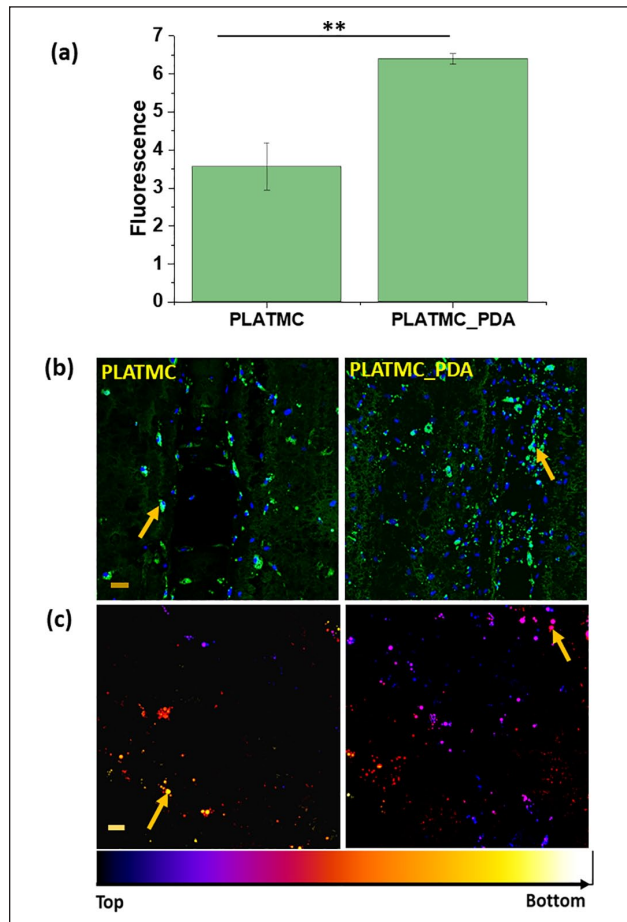 (a)
**
7
6
5
4
3
2
1
0
Fluorescence
PLATMC PLATMC_PDA
(b)
PLATMC PLATMC_PDA
(c)
Top Bottom